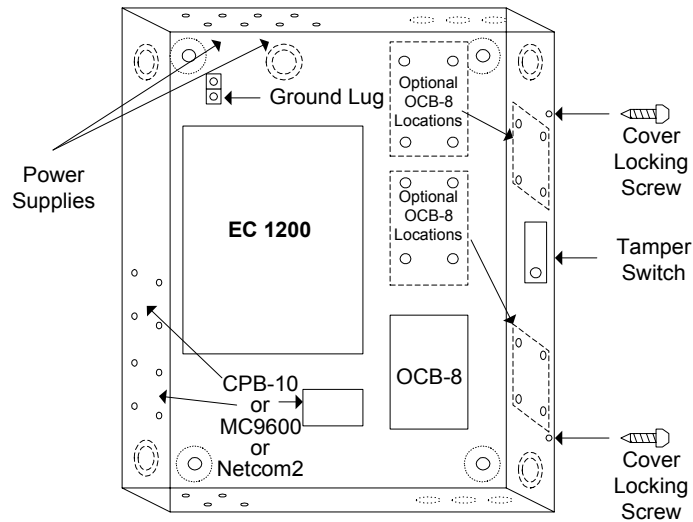 Optional
OCB-8
Locations
Ground Lug
Cover
Locking
Screw
Power
Supplies
Optional
OCB-8
Locations
EC 1200
Tamper
Switch
OCB-8
CPB-10
or
MC9600
or
Netcom2
Cover
Locking
Screw